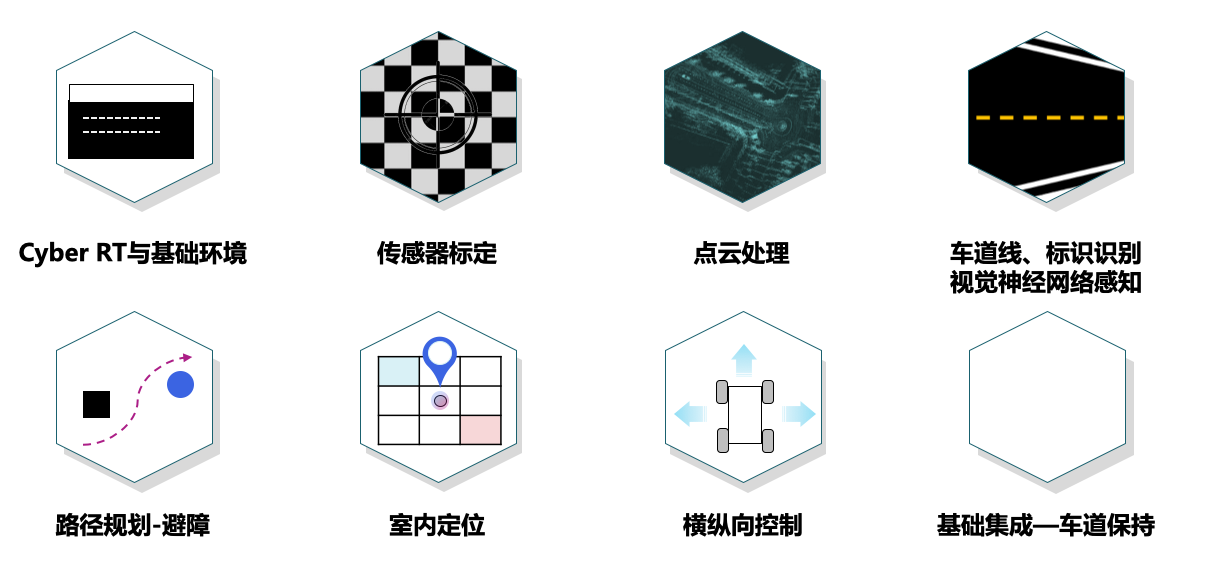 Cyber RT与基础环境
传感器标定
点云处理
车道线、标识识别
视觉神经网络感知
路径规划-避障
室内定位
横纵向控制
基础集成—车道保持